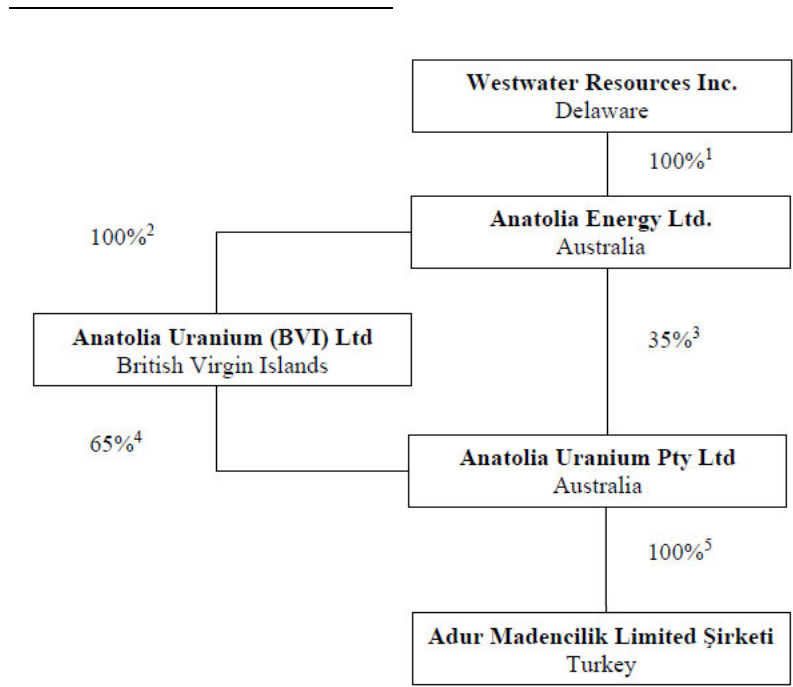 Westwater Resources Inc.
Delaware
100%¹
Anatolia Energy Ltd.
Australia
100%²
Anatolia Uranium (BVI) Ltd
British Virgin Islands
35%³
65%⁴
Anatolia Uranium Pty Ltd
Australia
100%⁵
Adur Madencilik Limited Şirketi
Turkey